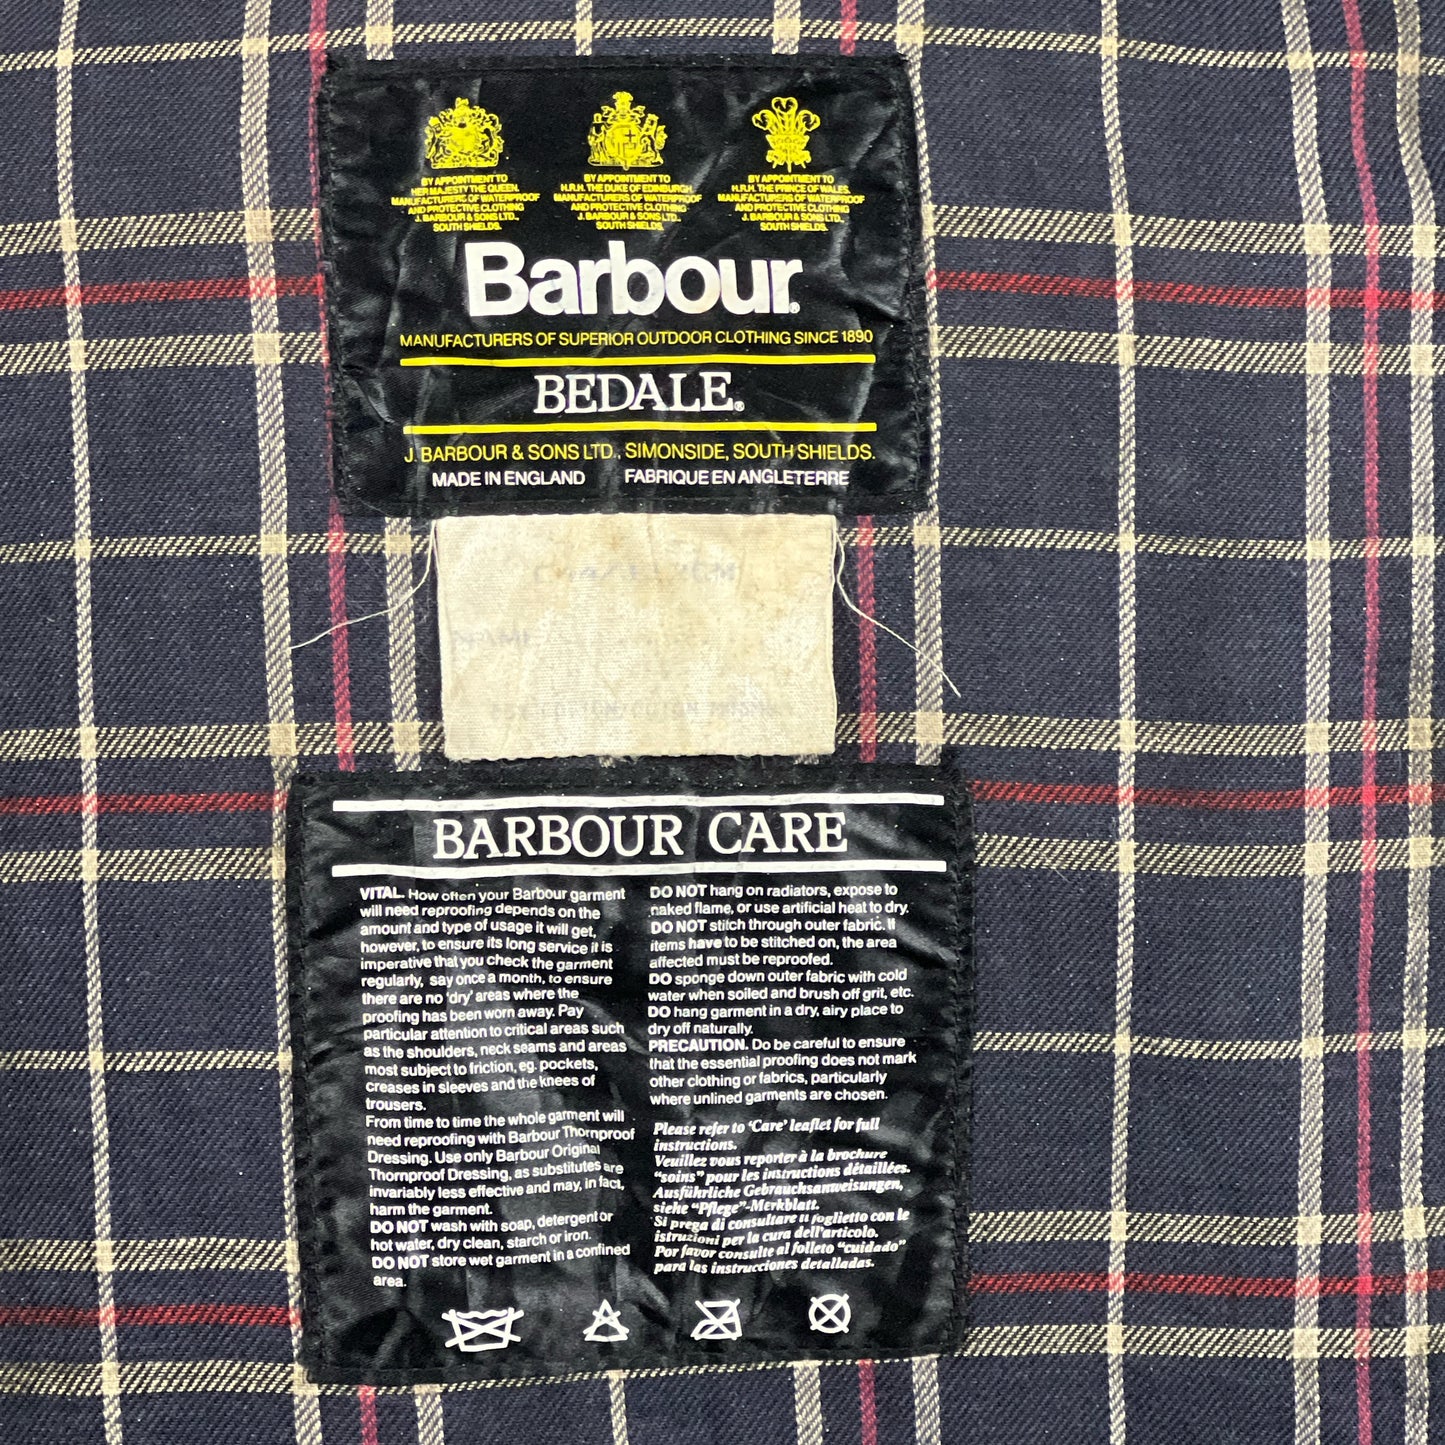 BY APPOINTMENT TO
HER MAJESTY THE QUEEN
MANUFACTURERS OF WATERPROOF
AND PROTECTIVE CLOTHING
J. BARBOUR & SONS LTD.,
SOUTH SHIELDS.
BY APPOINTMENT TO
H.R.H. THE DUKE OF EDINBURGH.
MANUFACTURERS OF WATERPROOF
AND PROTECTIVE CLOTHING
J. BARBOUR & SONS LTD.,
SOUTH SHIELDS.
BY APPOINTMENT TO
H.R.H. THE PRINCE OF WALES.
MANUFACTURERS OF WATERPROOF
AND PROTECTIVE CLOTHING
J. BARBOUR & SONS LTD.,
SOUTH SHIELDS.
Barbour®
MANUFACTURERS OF SUPERIOR OUTDOOR CLOTHING SINCE 1890
BEDALE®
J. BARBOUR & SONS LTD., SIMONSIDE, SOUTH SHIELDS.
MADE IN ENGLAND FABRIQUE EN ANGLETERRE
BARBOUR CARE
VITAL. How often your Barbour garment
will need reproofing depends on the
amount and type of usage it will get,
however, to ensure its long service it is
imperative that you check the garment
regularly, say once a month, to ensure
there are no 'dry' areas where the
proofing has been worn away. Pay
particular attention to critical areas such
as the shoulders, neck seams and areas
most subject to friction, eg. pockets,
creases in sleeves and the knees of
trousers.
From time to time the whole garment will
need reproofing with Barbour Thornproof
Dressing. Use only Barbour Original
Thornproof Dressing, as substitutes are
invariably less effective and may, in fact,
harm the garment.
DO NOT wash with soap, detergent or
hot water, dry clean, starch or iron.
DO NOT store wet garment in a confined
area.
DO NOT hang on radiators, expose to
naked flame, or use artificial heat to dry.
DO NOT stitch through outer fabric. If
items have to be stitched on, the area
affected must be reproofed.
DO sponge down outer fabric with cold
water when soiled and brush off grit, etc.
DO hang garment in a dry, airy place to
dry off naturally.
PRECAUTION. Do be careful to ensure
that the essential proofing does not mark
other clothing or fabrics, particularly
where unlined garments are chosen.
Please refer to 'Care' leaflet for full
instructions.
Veuillez vous reporter à la brochure
"soins" pour les instructions détaillées.
Ausführliche Gebrauchsanweisungen,
siehe "Pflege"-Merkblatt.
Si prega di consultare il foglietto con le
istruzioni per la cura dell'articolo.
Por favor consulte al folleto "cuidado"
para las instrucciones detalladas.